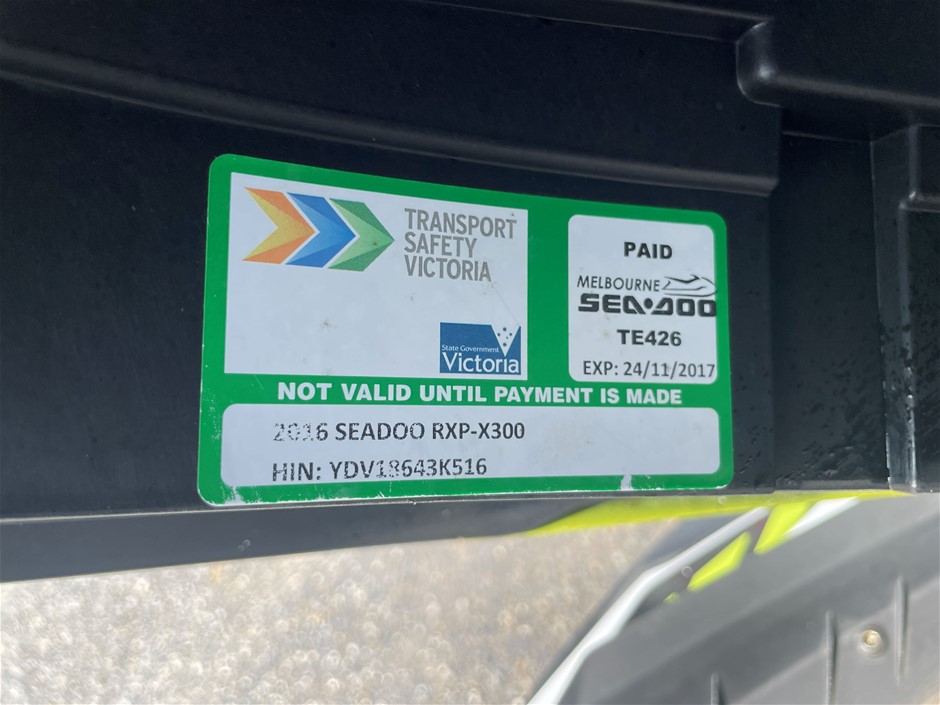 TRANSPORT
SAFETY
VICTORIA
State Government
Victoria
PAID
MELBOURNE
SEA-DOO
TE426
EXP: 24/11/2017
NOT VALID UNTIL PAYMENT IS MADE
2016 SEADOO RXP-X300
HIN: YDV18643K516